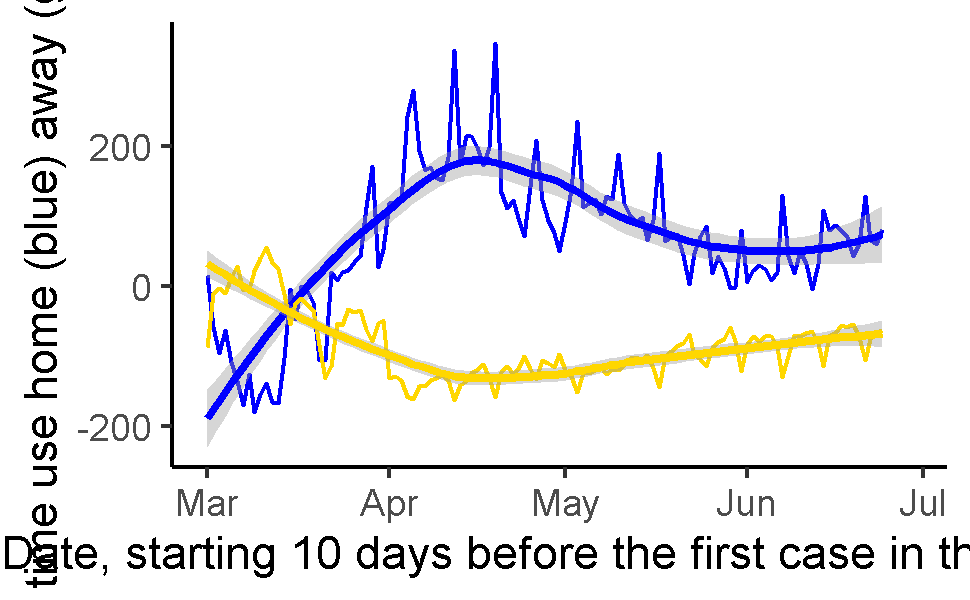 time use home (blue) away (
200
0
-200
Mar Apr May Jun Jul
Date, starting 10 days before the first case in th